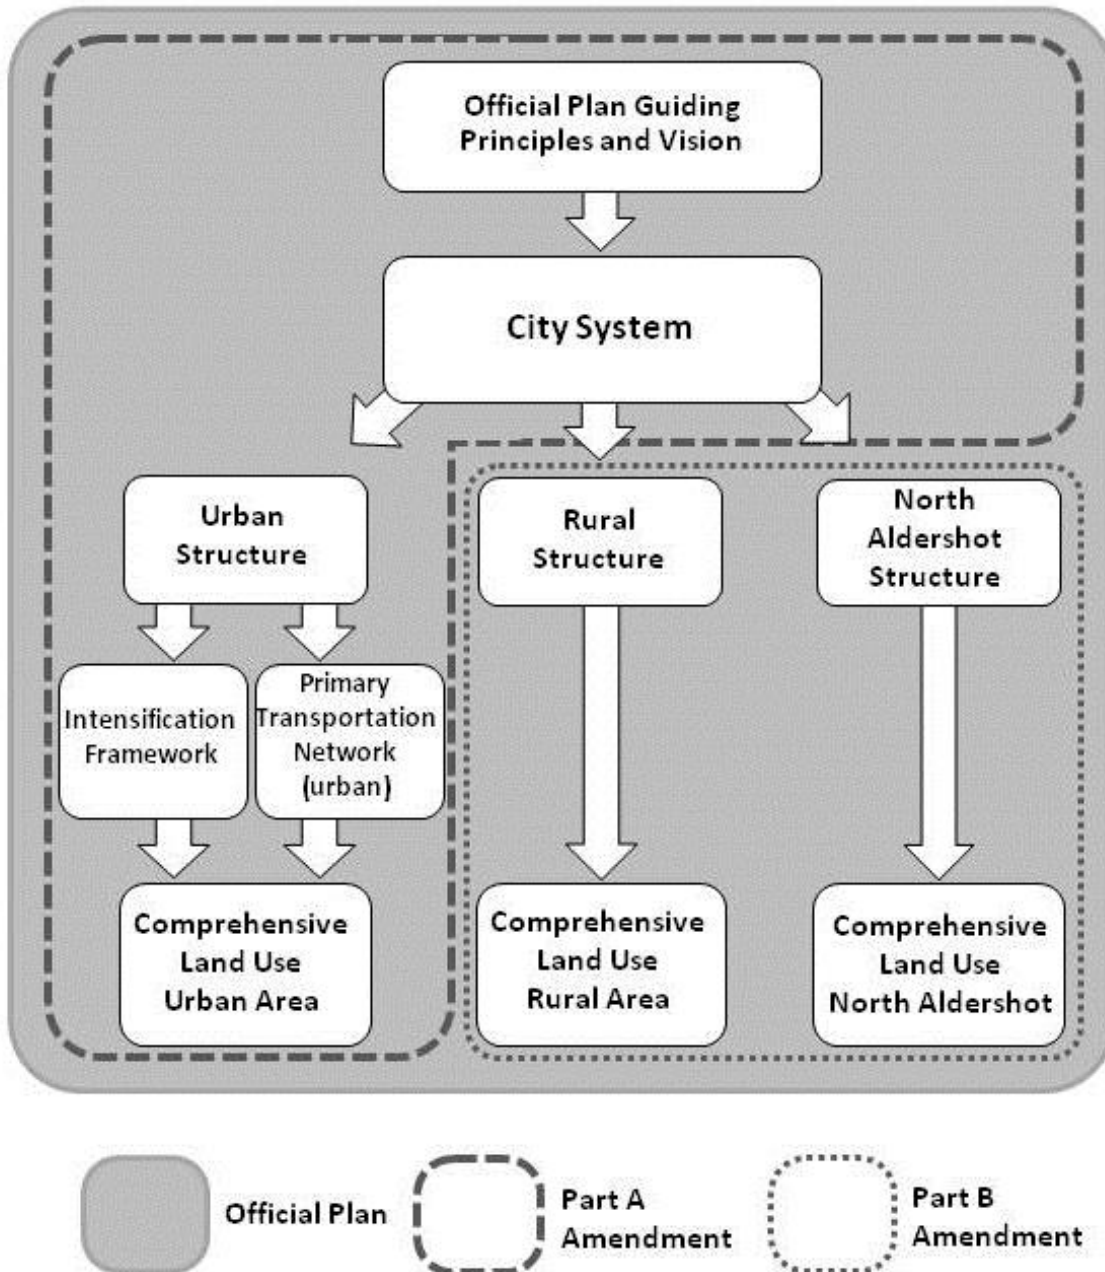 Official Plan Guiding
Principles and Vision
City System
Urban
Structure
Rural
Structure
North
Aldershot
Structure
Intensification
Framework
Primary
Transportation
Network
(urban)
Comprehensive
Land Use
Urban Area
Comprehensive
Land Use
Rural Area
Comprehensive
Land Use
North Aldershot
Official Plan
Part A
Amendment
Part B
Amendment